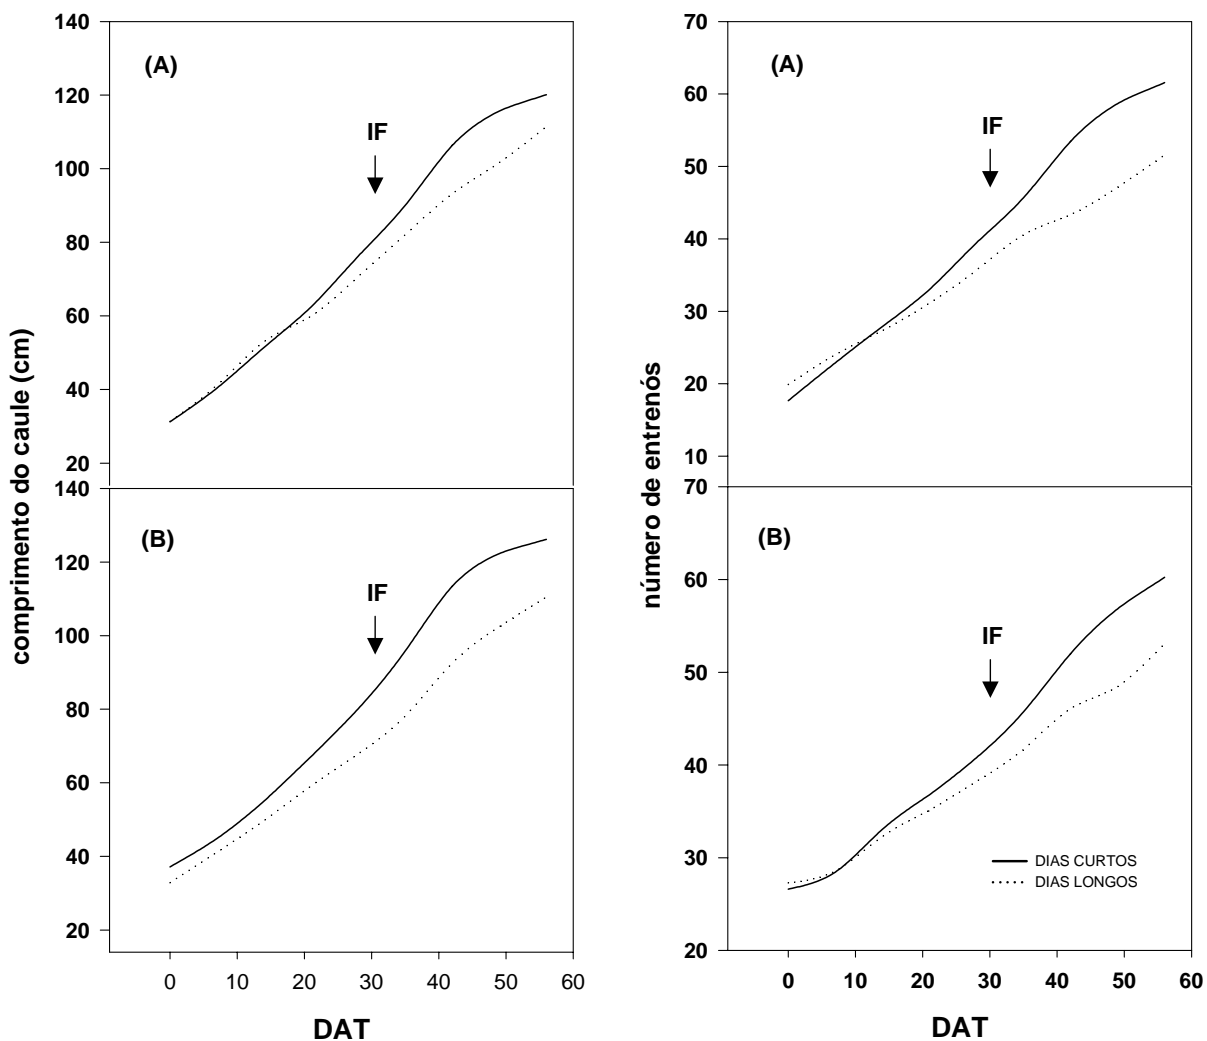 comprimento do caule (cm)
140
120
100
80
60
40
20
(A)
IF
140
120
100
80
60
40
20
(B)
IF
0 10 20 30 40 50 60
DAT
número de entrenós
70
60
50
40
30
20
10
(A)
IF
70
60
50
40
30
20
(B)
IF
DIAS CURTOS
DIAS LONGOS
0 10 20 30 40 50 60
DAT